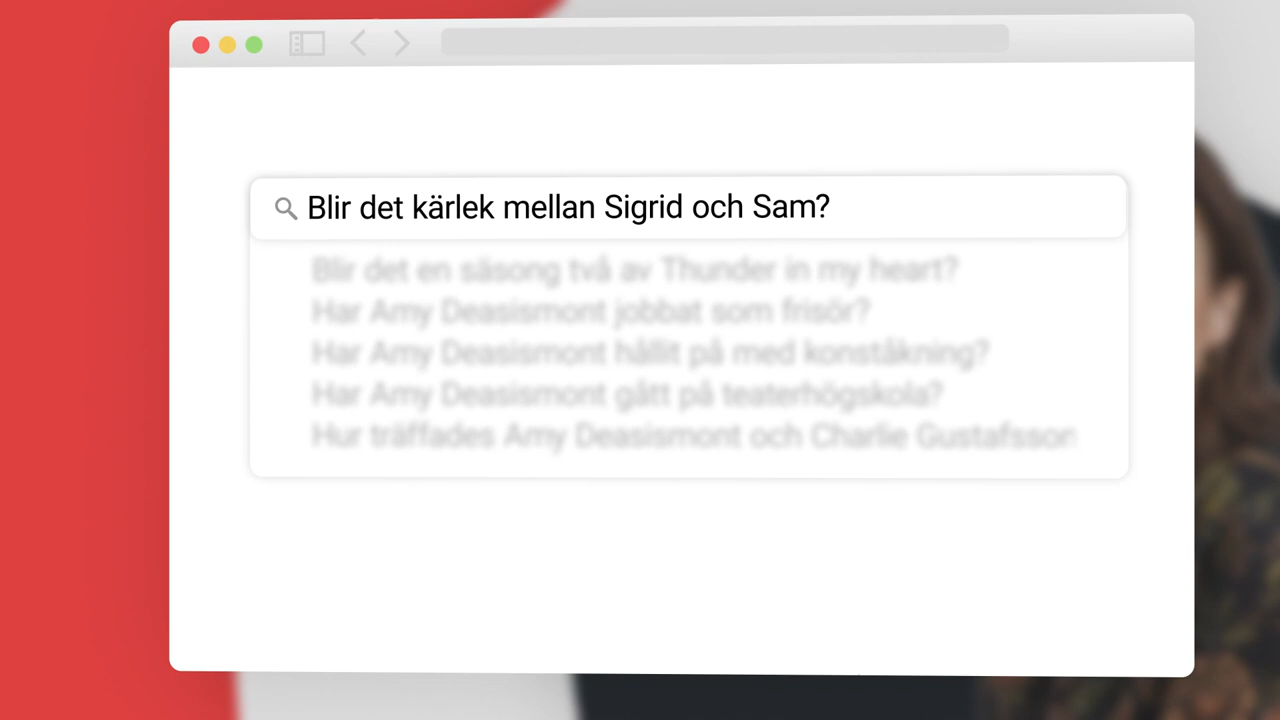 Blir det kärlek mellan Sigrid och Sam?
Blir det en säsong två av Thunder in my heart?
Har Amy Deasismont jobbat som frisör?
Har Amy Deasismont hållit på med konståkning?
Har Amy Deasismont gått på teaterhögskola?
Hur träffades Amy Deasismont och Charlie Gustafsson